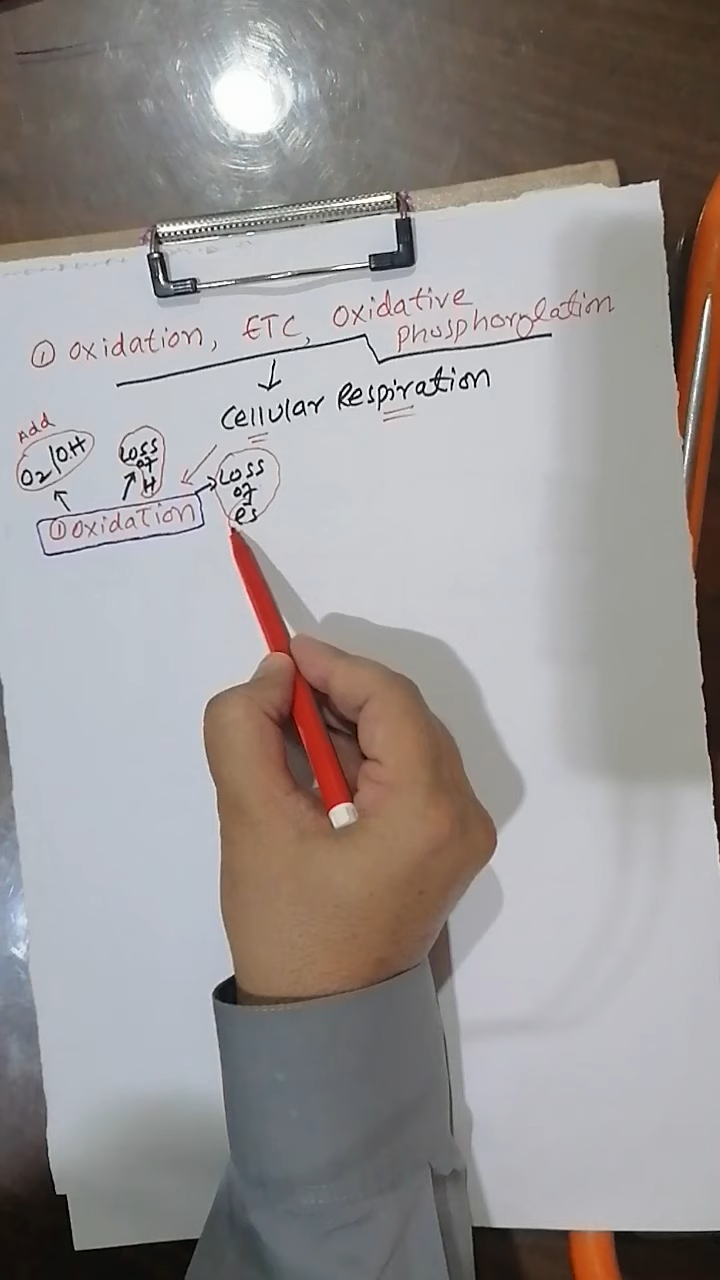 ① Oxidation, ETC, Oxidative
phosphorylation
Cellular Respiration
Add
O2/OH
Loss
of
H
① Oxidation
Loss
of
es